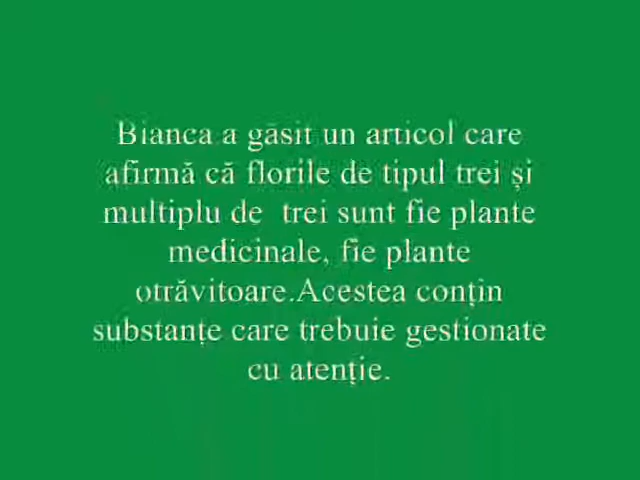 Bianca a găsit un articol care
afirmă că florile de tipul trei și
multiplu de  trei sunt fie plante
medicinale, fie plante
otrăvitoare.Acestea conțin
substanțe care trebuie gestionate
cu atenție.